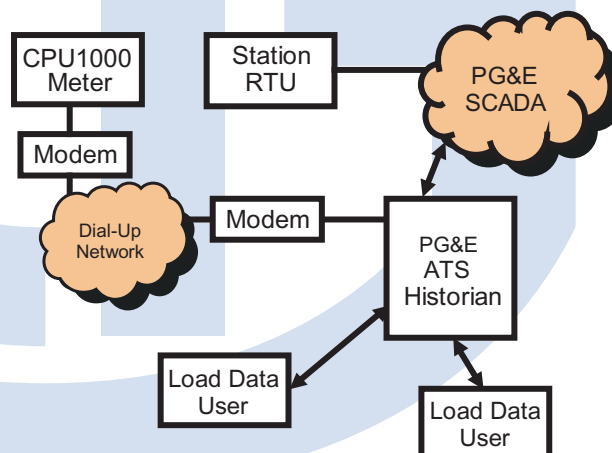 CPU1000
Meter
Station
RTU
PG&E
SCADA
Modem
Dial-Up
Network
Modem
PG&E
ATS
Historian
Load Data
User
Load Data
User